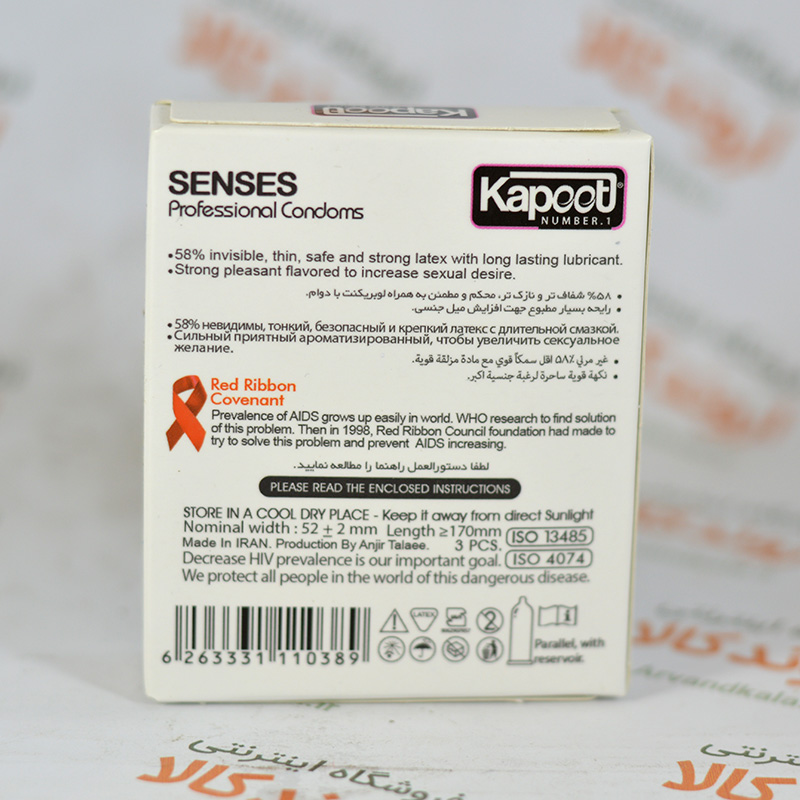 Kapoot
SENSES
Professional Condoms
Kapoot®
NUMBER.1
•58% invisible, thin, safe and strong latex with long lasting lubricant.
•Strong pleasant flavored to increase sexual desire.
• ۵۸% شفاف تر و نازک تر، محکم و مطمئن به همراه لوبریکنت با دوام.
• رایحه بسیار مطبوع جهت افزایش میل جنسی.
• 58% невидимы, тонкий, безопасный и крепкий латекс с длительной смазкой.
•Сильный приятный ароматизированный, чтобы увеличить сексуальное
желание.
• غير مرئي ۵۸٪ اقل سمكاً قوي مع مادة مزلقة قوية.
• نكهة قوية ساحرة لرغبة جنسية اكبر.
Red Ribbon
Covenant
Prevalence of AIDS grows up easily in world. WHO research to find solution
of this problem. Then in 1998, Red Ribbon Council foundation had made to
try to solve this problem and prevent AIDS increasing.
لطفا دستورالعمل راهنما را مطالعه نمایید.
PLEASE READ THE ENCLOSED INSTRUCTIONS
STORE IN A COOL DRY PLACE - Keep it away from direct Sunlight
Nominal width : 52 ± 2 mm Length ≥170mm ISO 13485
Made In IRAN. Production By Anjir Talaee. 3 PCS. ISO 4074
Decrease HIV prevalence is our important goal.
We protect all people in the world of this dangerous disease.
LATEX
6 263331 110389
Parallel, with
reservoir.
فروشگاه اینترنتی